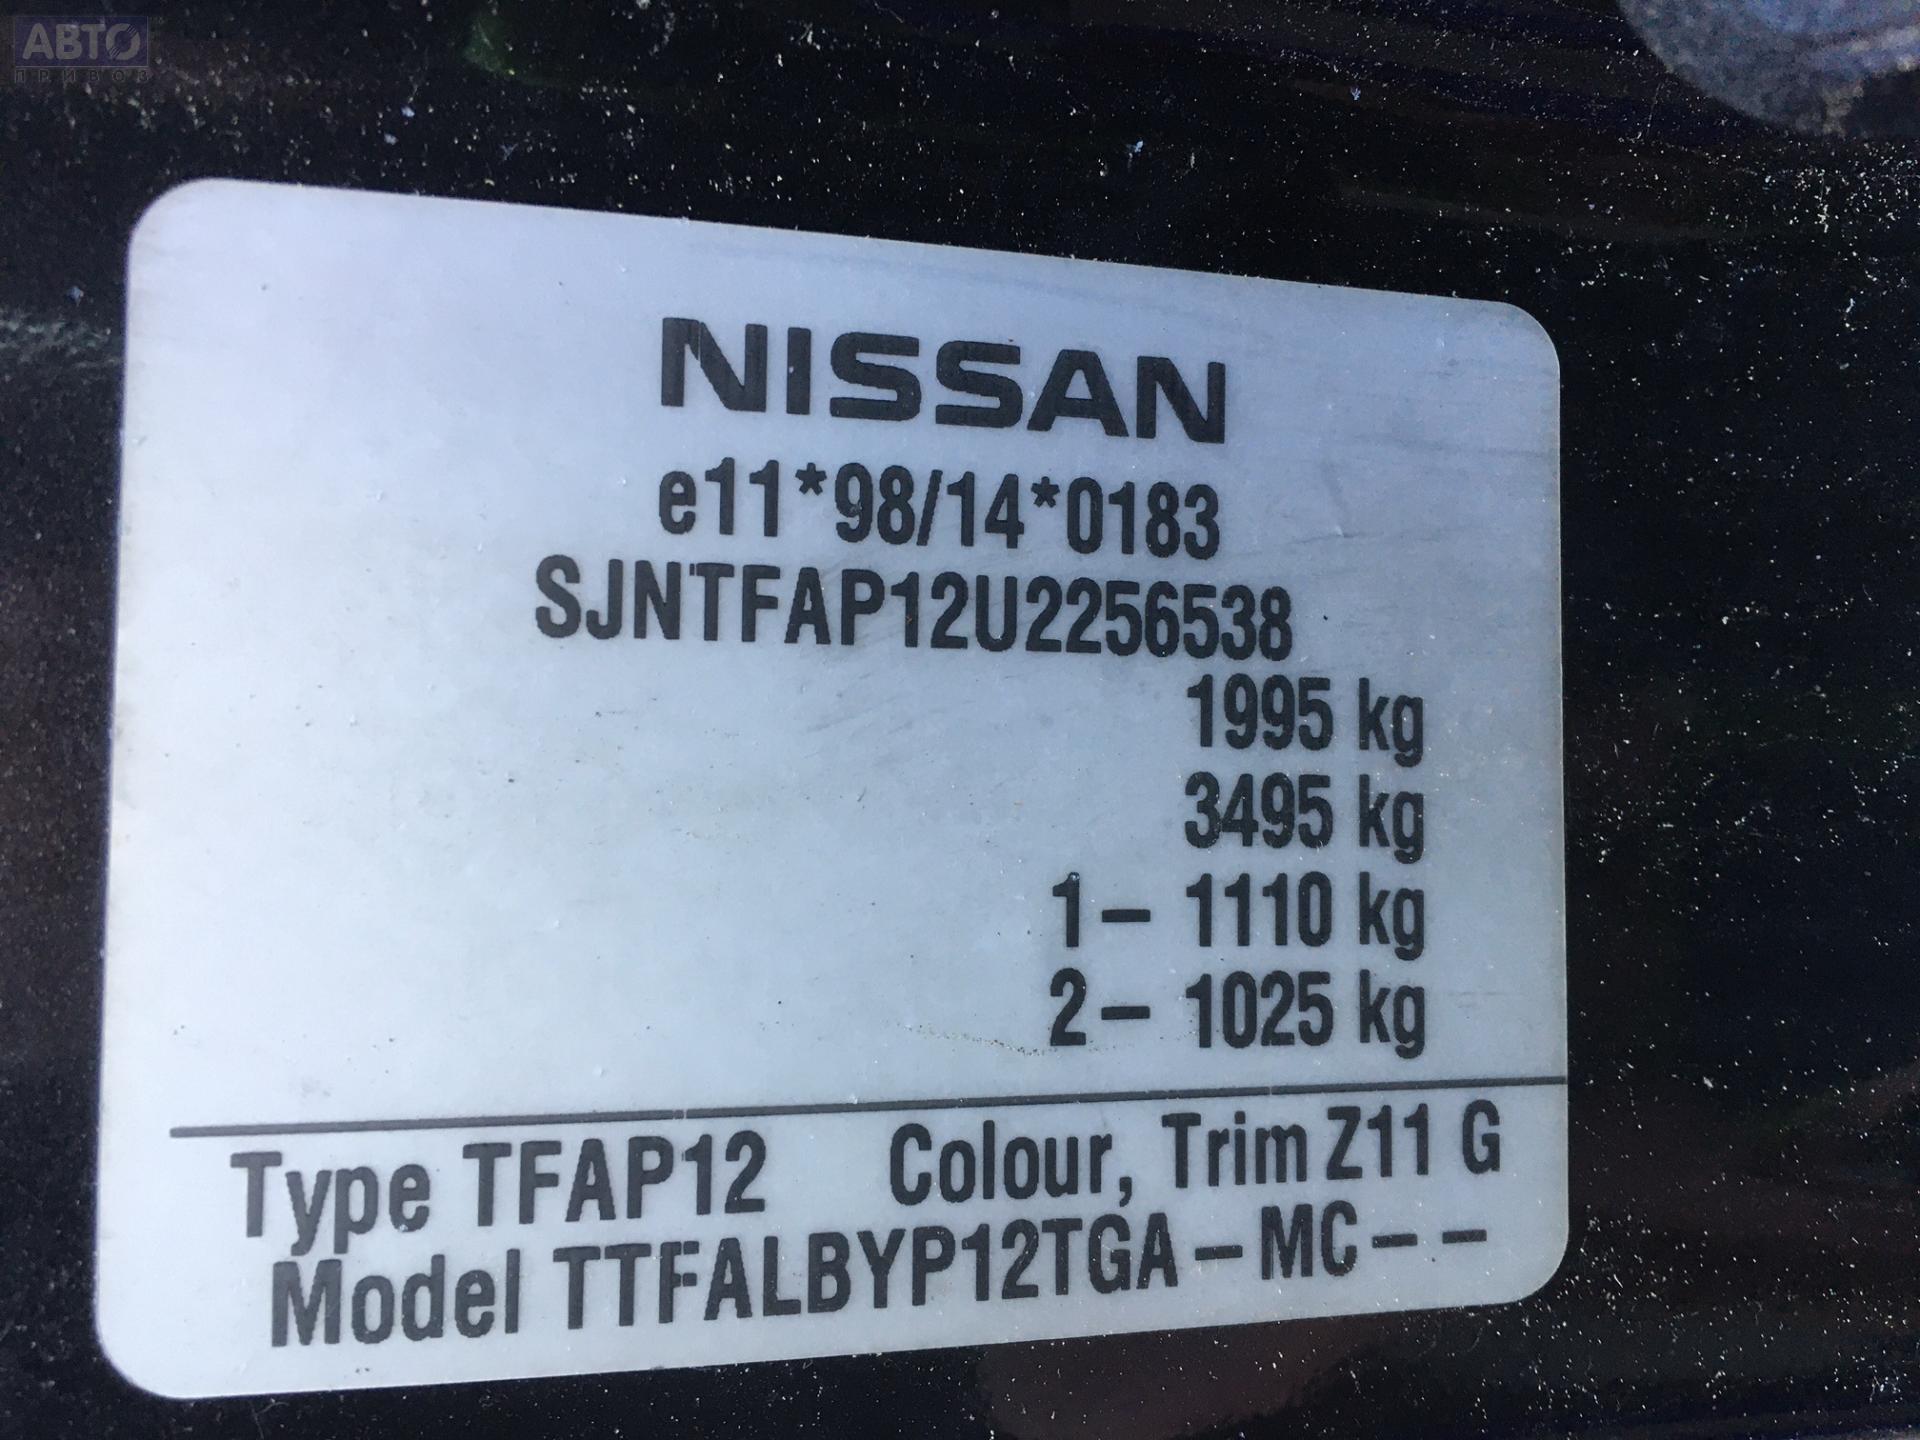 АВТО
ПРИВОЗ
NISSAN
e11*98/14*0183
SJNTFAP12U2256538
1995 kg
3495 kg
1– 1110 kg
2– 1025 kg
Type TFAP12 Colour, Trim Z11 G
Model TTFALBYP12TGA–MC––